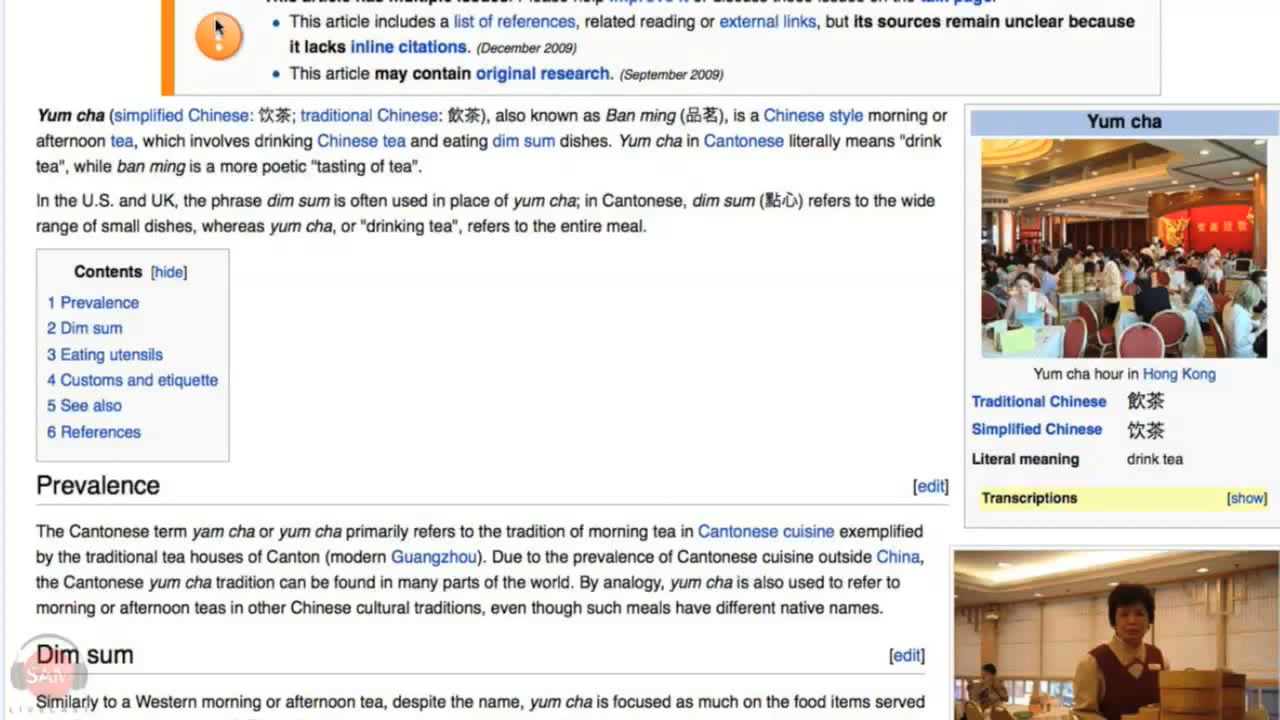 This article includes a list of references, related reading or external links, but its sources remain unclear because
it lacks inline citations. (December 2009)
This article may contain original research. (September 2009)
Yum cha (simplified Chinese: 饮茶; traditional Chinese: 飲茶), also known as Ban ming (品茗), is a Chinese style morning or
afternoon tea, which involves drinking Chinese tea and eating dim sum dishes. Yum cha in Cantonese literally means "drink
tea", while ban ming is a more poetic "tasting of tea".
In the U.S. and UK, the phrase dim sum is often used in place of yum cha; in Cantonese, dim sum (點心) refers to the wide
range of small dishes, whereas yum cha, or "drinking tea", refers to the entire meal.
Contents [hide]
1 Prevalence
2 Dim sum
3 Eating utensils
4 Customs and etiquette
5 See also
6 References
Yum cha
Yum cha hour in Hong Kong
Traditional Chinese 飲茶
Simplified Chinese 饮茶
Literal meaning drink tea
Transcriptions [show]
Prevalence [edit]
The Cantonese term yam cha or yum cha primarily refers to the tradition of morning tea in Cantonese cuisine exemplified
by the traditional tea houses of Canton (modern Guangzhou). Due to the prevalence of Cantonese cuisine outside China,
the Cantonese yum cha tradition can be found in many parts of the world. By analogy, yum cha is also used to refer to
morning or afternoon teas in other Chinese cultural traditions, even though such meals have different native names.
Dim sum [edit]
Similarly to a Western morning or afternoon tea, despite the name, yum cha is focused as much on the food items served
SAM